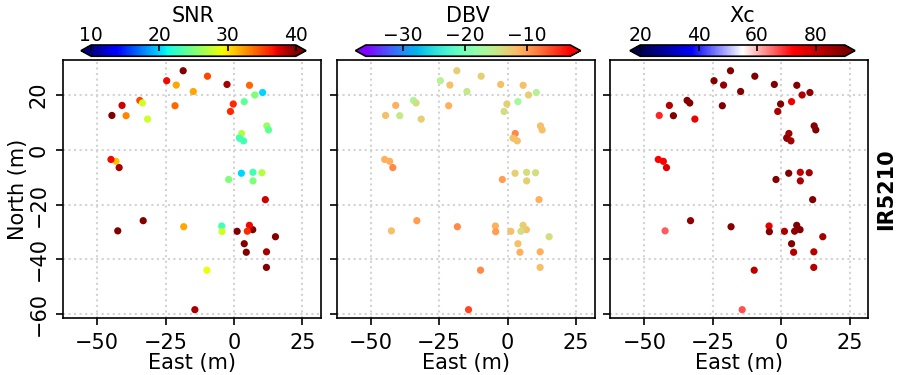 SNR DBV Xc
10 20 30 40 −30 −20 −10 20 40 60 80
North (m)
20
0
−20
−40
−60
IR5210
−50 −25 0 25 −50 −25 0 25 −50 −25 0 25
East (m) East (m) East (m)